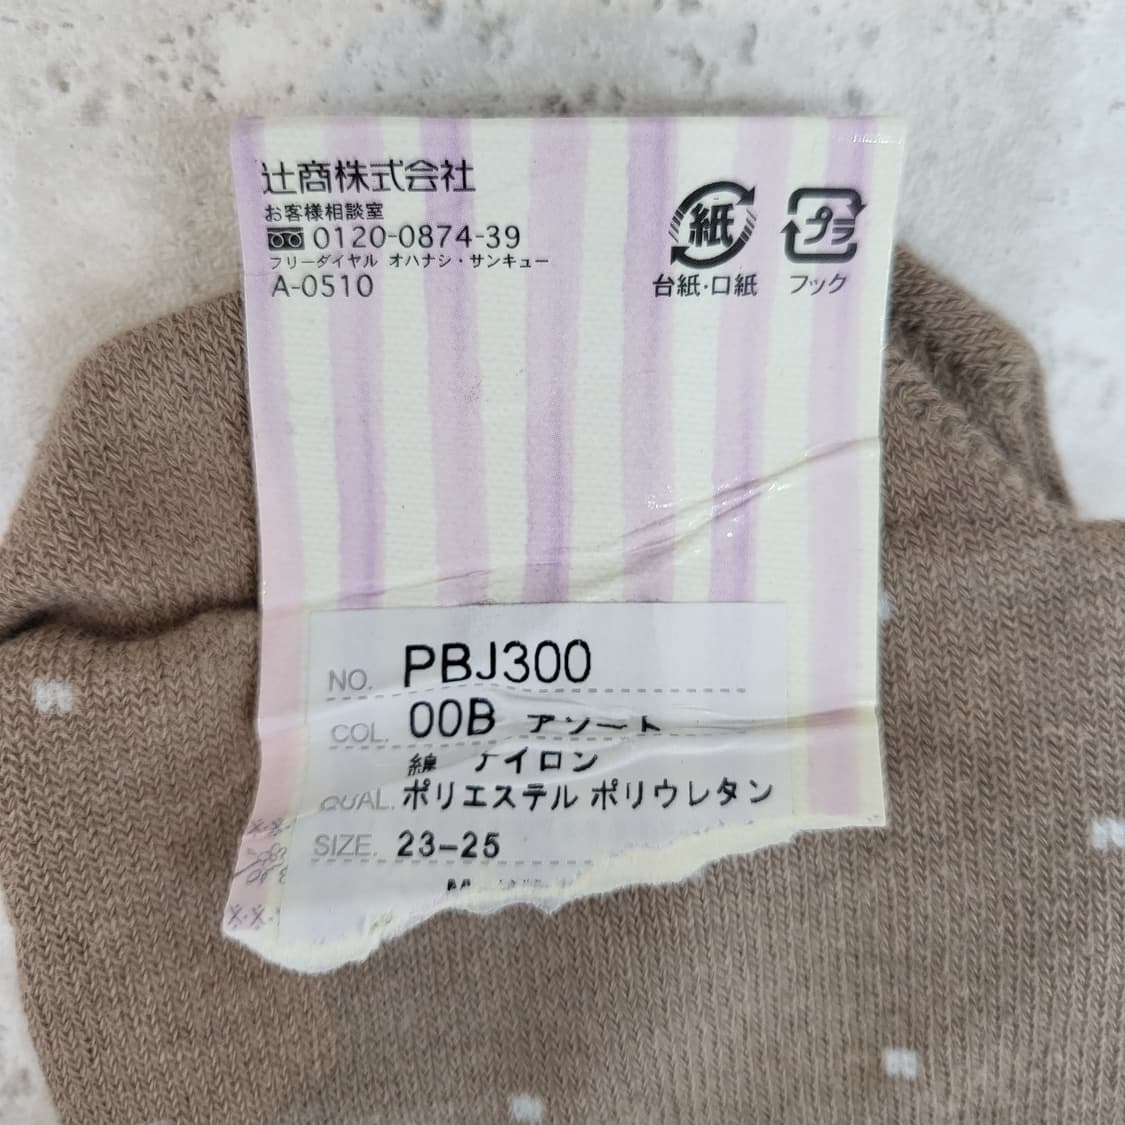 辻商株式会社
お客様相談室
0120-0874-39
フリーダイヤル オハナシ・サンキュー
A-0510
紙
プラ
台紙・口紙
フック
NO. PBJ300
COL. 00B アソート
綿 ナイロン
QUAL. ポリエステル ポリウレタン
SIZE. 23-25